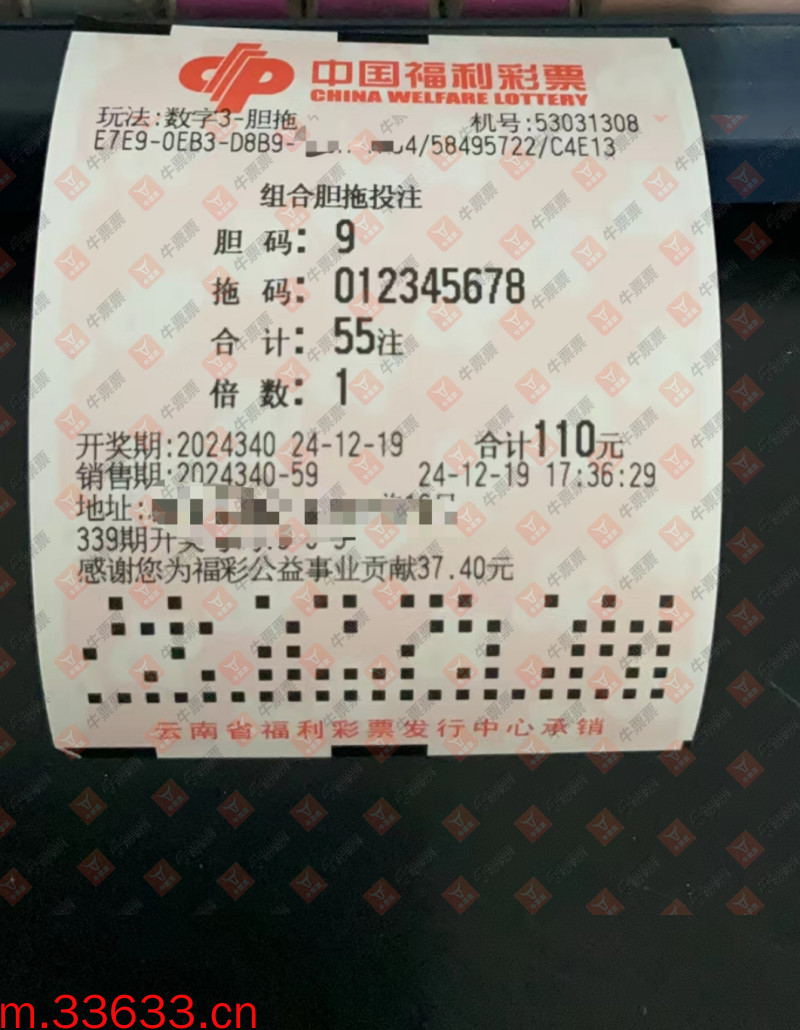 中国福利彩票
CHINA WELFARE LOTTERY
玩法:数字3-胆拖 机号:53031308
E7E9-0EB3-D8B9- 4/58495722/C4E13
组合胆拖投注
胆 码: 9
拖 码: 012345678
合 计: 55注
倍 数: 1
开奖期:2024340 24-12-19 合计110元
销售期:2024340-59 24-12-19 17:36:29
地址:
339期开奖
感谢您为福彩公益事业贡献37.40元
云南省福利彩票发行中心承销
牛票票
m.33633.cn